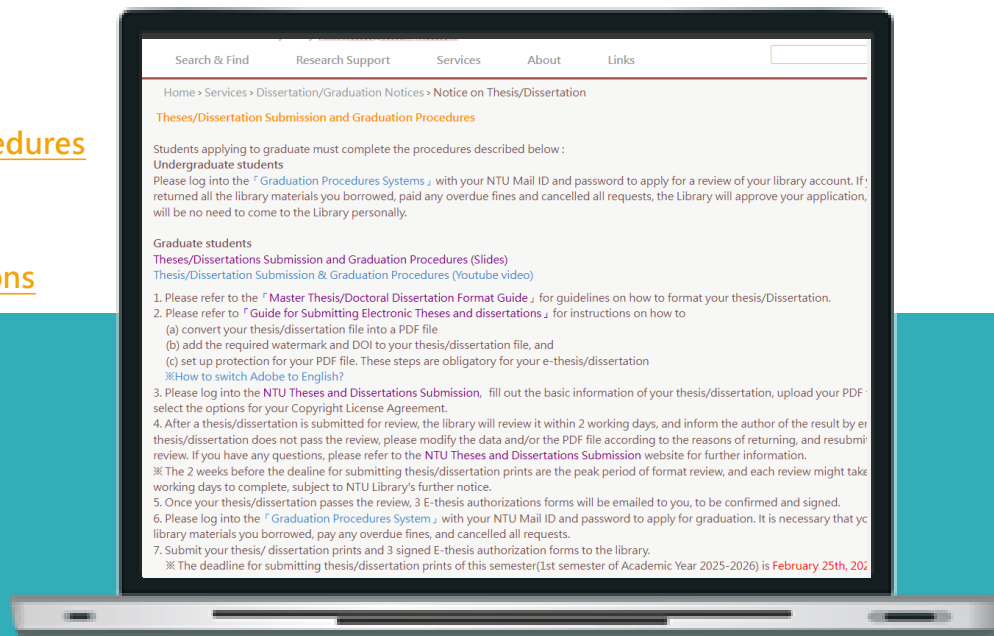 edures
ons
Search & Find Research Support Services About Links
Home > Services > Dissertation/Graduation Notices > Notice on Thesis/Dissertation
Theses/Dissertation Submission and Graduation Procedures
Students applying to graduate must complete the procedures described below :
Undergraduate students
Please log into the「Graduation Procedures Systems」with your NTU Mail ID and password to apply for a review of your library account. If
returned all the library materials you borrowed, paid any overdue fines and cancelled all requests, the Library will approve your application,
will be no need to come to the Library personally.
Graduate students
Theses/Dissertations Submission and Graduation Procedures (Slides)
Thesis/Dissertation Submission & Graduation Procedures (Youtube video)
1. Please refer to the「Master Thesis/Doctoral Dissertation Format Guide」for guidelines on how to format your thesis/Dissertation.
2. Please refer to「Guide for Submitting Electronic Theses and dissertations」for instructions on how to
(a) convert your thesis/dissertation file into a PDF file
(b) add the required watermark and DOI to your thesis/dissertation file, and
(c) set up protection for your PDF file. These steps are obligatory for your e-thesis/dissertation
※How to switch Adobe to English?
3. Please log into the NTU Theses and Dissertations Submission, fill out the basic information of your thesis/dissertation, upload your PDF
select the options for your Copyright License Agreement.
4. After a thesis/dissertation is submitted for review, the library will review it within 2 working days, and inform the author of the result by
thesis/dissertation does not pass the review, please modify the data and/or the PDF file according to the reasons of returning, and
review. If you have any questions, please refer to the NTU Theses and Dissertations Submission website for further information.
※ The 2 weeks before the dealine for submitting thesis/dissertation prints are the peak period of format review, and each review might take
working days to complete, subject to NTU Library's further notice.
5. Once your thesis/dissertation passes the review, 3 E-thesis authorizations forms will be emailed to you, to be confirmed and signed.
6. Please log into the「Graduation Procedures System」with your NTU Mail ID and password to apply for graduation. It is necessary that
library materials you borrowed, pay any overdue fines, and cancelled all requests.
7. Submit your thesis/ dissertation prints and 3 signed E-thesis authorization forms to the library.
※ The deadline for submitting thesis/dissertation prints of this semester(1st semester of Academic Year 2025-2026) is February 25th,